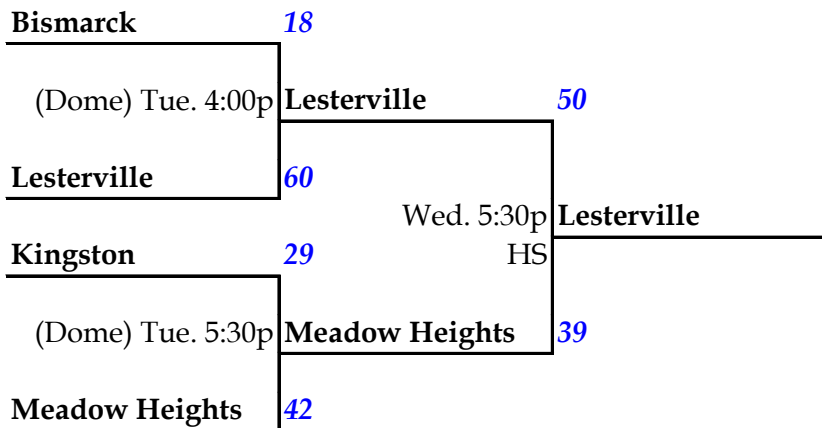 Bismarck 18
(Dome) Tue. 4:00p Lesterville 50
Lesterville 60
Wed. 5:30p Lesterville
Kingston 29 HS
(Dome) Tue. 5:30p Meadow Heights 39
Meadow Heights 42